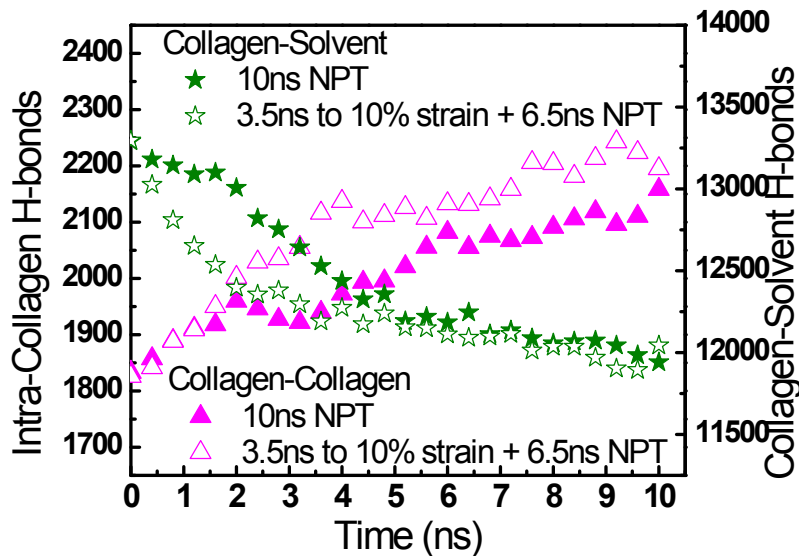 Intra-Collagen H-bonds
2400
2300
2200
2100
2000
1900
1800
1700
Collagen-Solvent
10ns NPT
3.5ns to 10% strain + 6.5ns NPT
Collagen-Collagen
10ns NPT
3.5ns to 10% strain + 6.5ns NPT
14000
13500
13000
12500
12000
11500
Collagen-Solvent H-bonds
0 1 2 3 4 5 6 7 8 9 10
Time (ns)